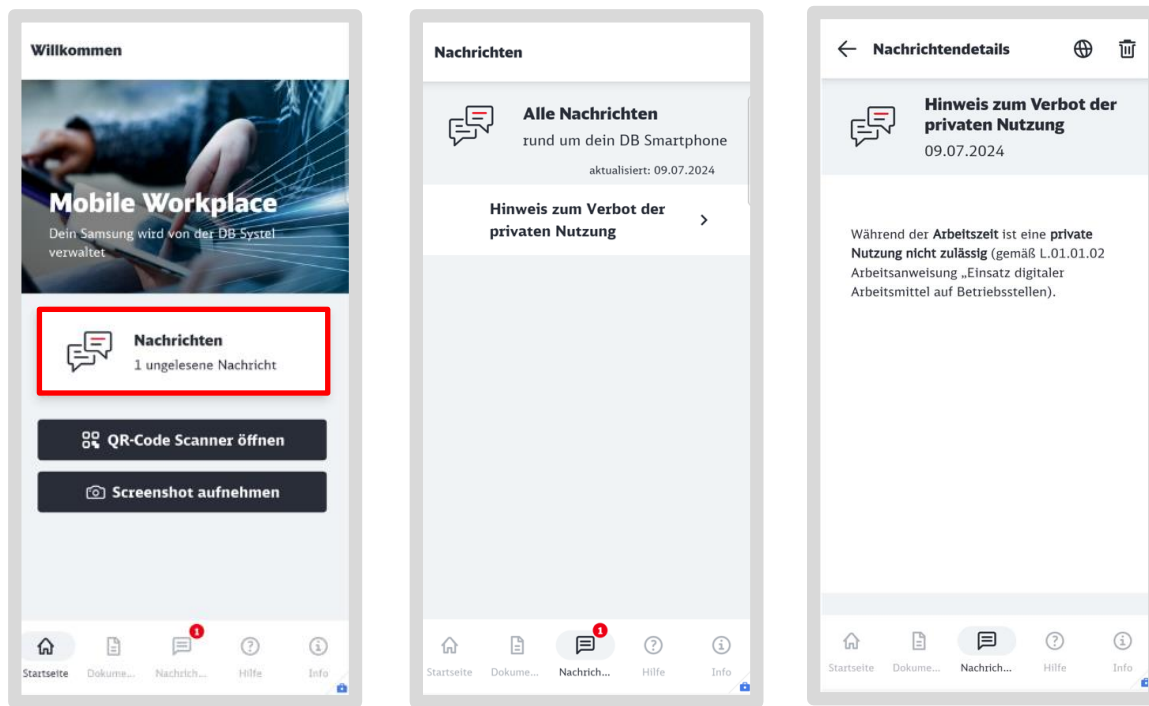 Willkommen
Mobile Workplace
Dein Samsung wird von der DB Systel
verwaltet
Nachrichten
1 ungelesene Nachricht
QR-Code Scanner öffnen
Screenshot aufnehmen
1
Startseite Dokume... Nachrich... Hilfe Info
Nachrichten
Alle Nachrichten
rund um dein DB Smartphone
aktualisiert: 09.07.2024
Hinweis zum Verbot der
privaten Nutzung
1
Startseite Dokume... Nachrich... Hilfe Info
Nachrichtendetails
Hinweis zum Verbot der
privaten Nutzung
09.07.2024
Während der Arbeitszeit ist eine private
Nutzung nicht zulässig (gemäß L.01.01.02
Arbeitsanweisung „Einsatz digitaler
Arbeitsmittel auf Betriebsstellen).
Startseite Dokume... Nachrich... Hilfe Info